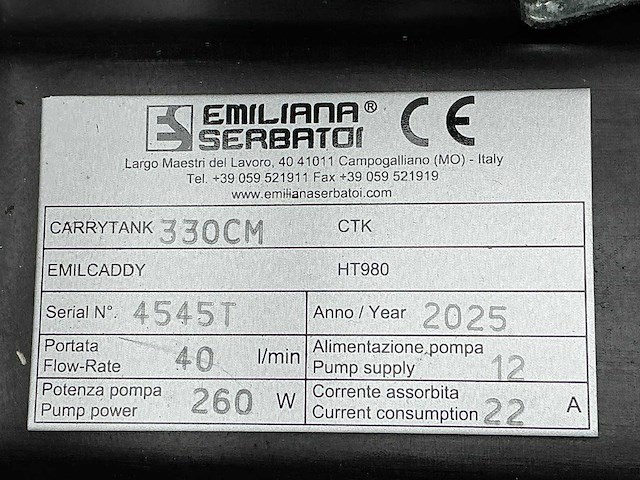 EMILIANA® CE
SERBATOI
Largo Maestri del Lavoro, 40 41011 Campogalliano (MO) - Italy
Tel. +39 059 521911 Fax +39 059 521919
www.emilianaserbatoi.com
CARRYTANK 330CM CTK
EMILCADDY HT980
Serial N°. 4545T Anno / Year 2025
Portata
Flow-Rate 40 l/min
Alimentazione pompa
Pump supply 12
Potenza pompa
Pump power 260 W
Corrente assorbita
Current consumption 22 A